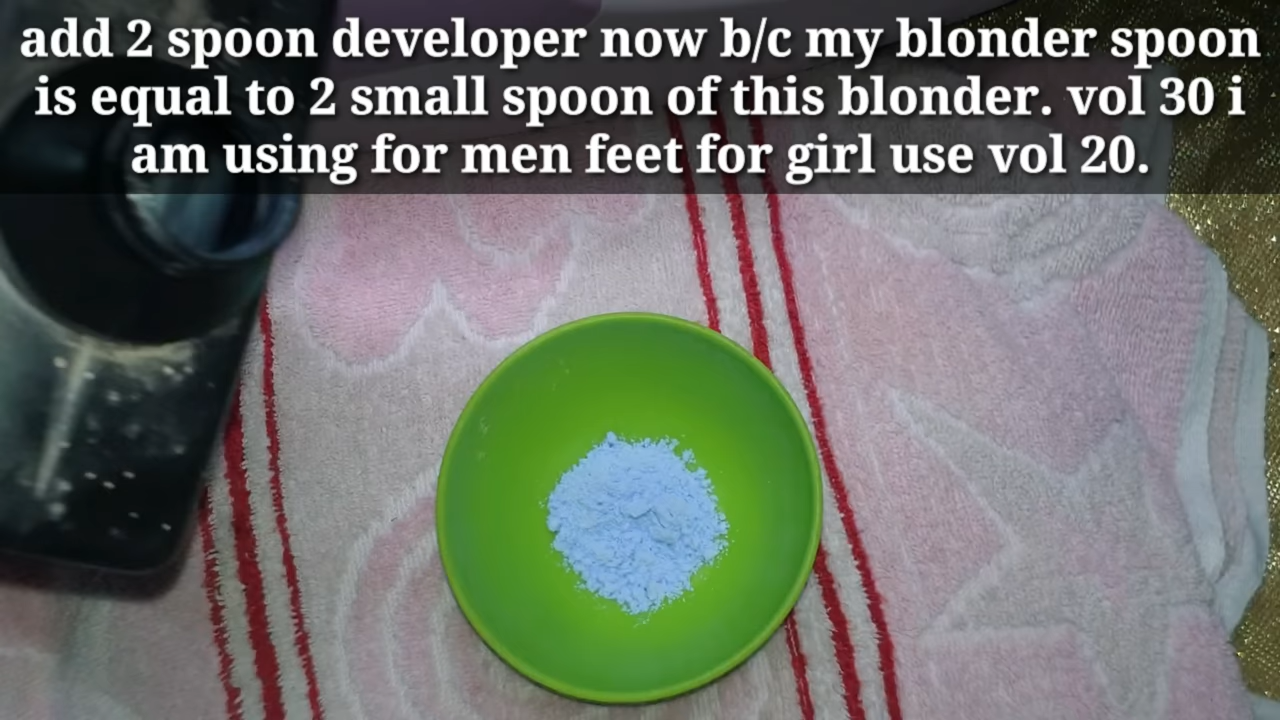 add 2 spoon developer now b/c my blonder spoon
is equal to 2 small spoon of this blonder. vol 30 i
am using for men feet for girl use vol 20.